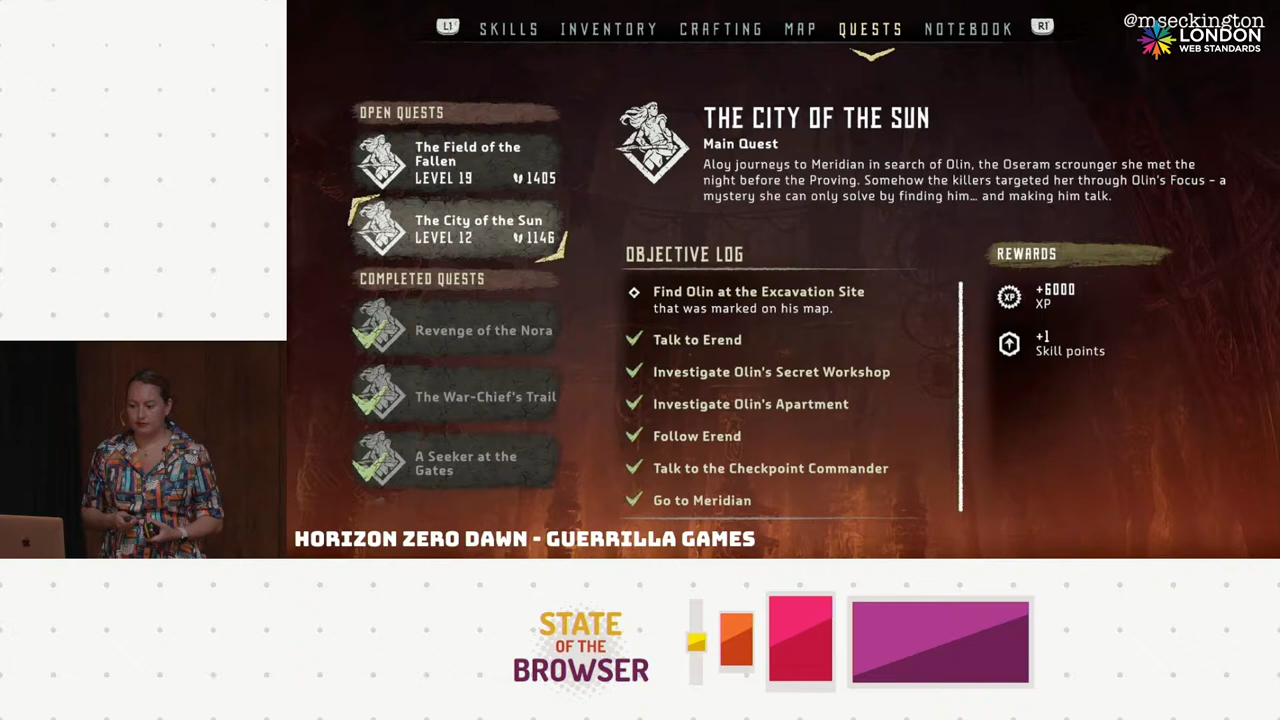 @mseckington
LONDON
WEB STANDARDS
L1 SKILLS INVENTORY CRAFTING MAP QUESTS NOTEBOOK R1
OPEN QUESTS
The Field of the
Fallen
LEVEL 19 1405
The City of the Sun
LEVEL 12 1146
COMPLETED QUESTS
Revenge of the Nora
The War-Chief's Trail
A Seeker at the
Gates
THE CITY OF THE SUN
Main Quest
Aloy journeys to Meridian in search of Olin, the Oseram scrounger she met the
night before the Proving. Somehow the killers targeted her through Olin's Focus – a
mystery she can only solve by finding him... and making him talk.
OBJECTIVE LOG
Find Olin at the Excavation Site
that was marked on his map.
Talk to Erend
Investigate Olin's Secret Workshop
Investigate Olin's Apartment
Follow Erend
Talk to the Checkpoint Commander
Go to Meridian
REWARDS
XP
+6000
XP
+1
Skill points
HORIZON ZERO DAWN - GUERRILLA GAMES
STATE
OF THE
BROWSER